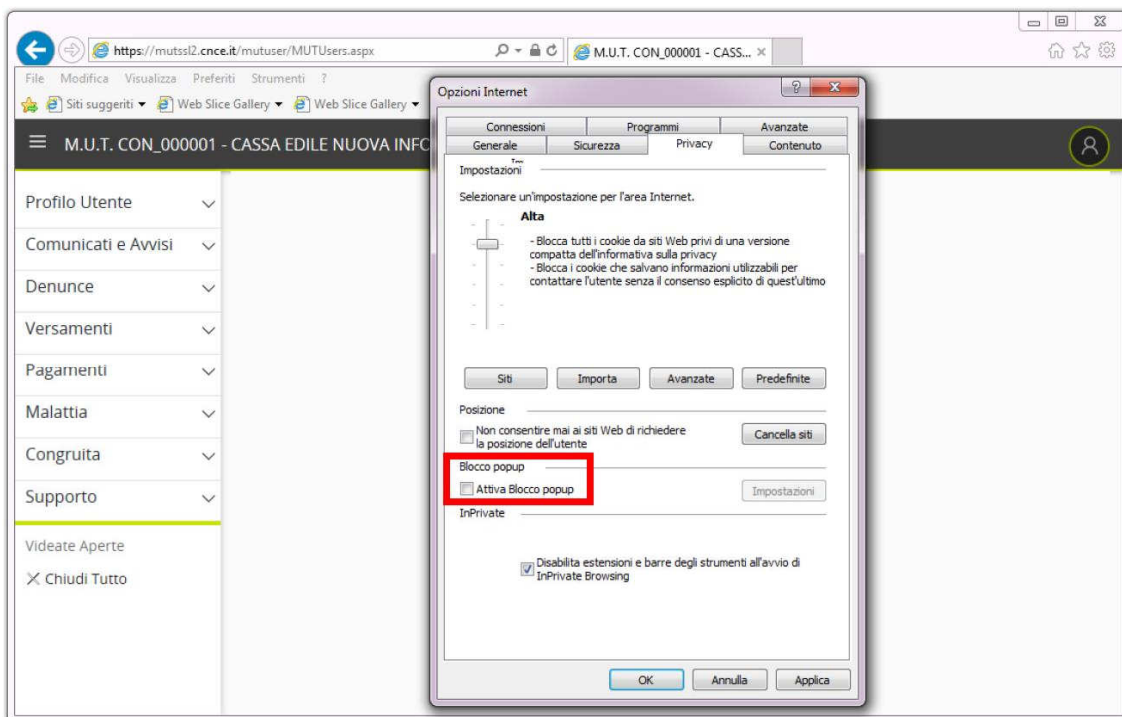 https://mutssl2.cnce.it/mutuser/MUTUsers.aspx
M.U.T. CON_000001 - CASS... ×
File Modifica Visualizza Preferiti Strumenti ?
Siti suggeriti Web Slice Gallery Web Slice Gallery
M.U.T. CON_000001 - CASSA EDILE NUOVA INFO
Profilo Utente
Comunicati e Avvisi
Denunce
Versamenti
Pagamenti
Malattia
Congruita
Supporto
Videate Aperte
Chiudi Tutto
Opzioni Internet
Connessioni Programmi Avanzate
Generale Sicurezza Privacy Contenuto
Impostazioni
Selezionare un'impostazione per l'area Internet.
Alta
- Blocca tutti i cookie da siti Web privi di una versione
compatta dell'informativa sulla privacy
- Blocca i cookie che salvano informazioni utilizzabili per
contattare l'utente senza il consenso esplicito di quest'ultimo
Siti Importa Avanzate Predefinite
Posizione
Non consentire mai ai siti Web di richiedere
la posizione dell'utente
Cancella siti
Blocco popup
Attiva Blocco popup
Impostazioni
InPrivate
Disabilita estensioni e barre degli strumenti all'avvio di
InPrivate Browsing
OK Annulla Applica